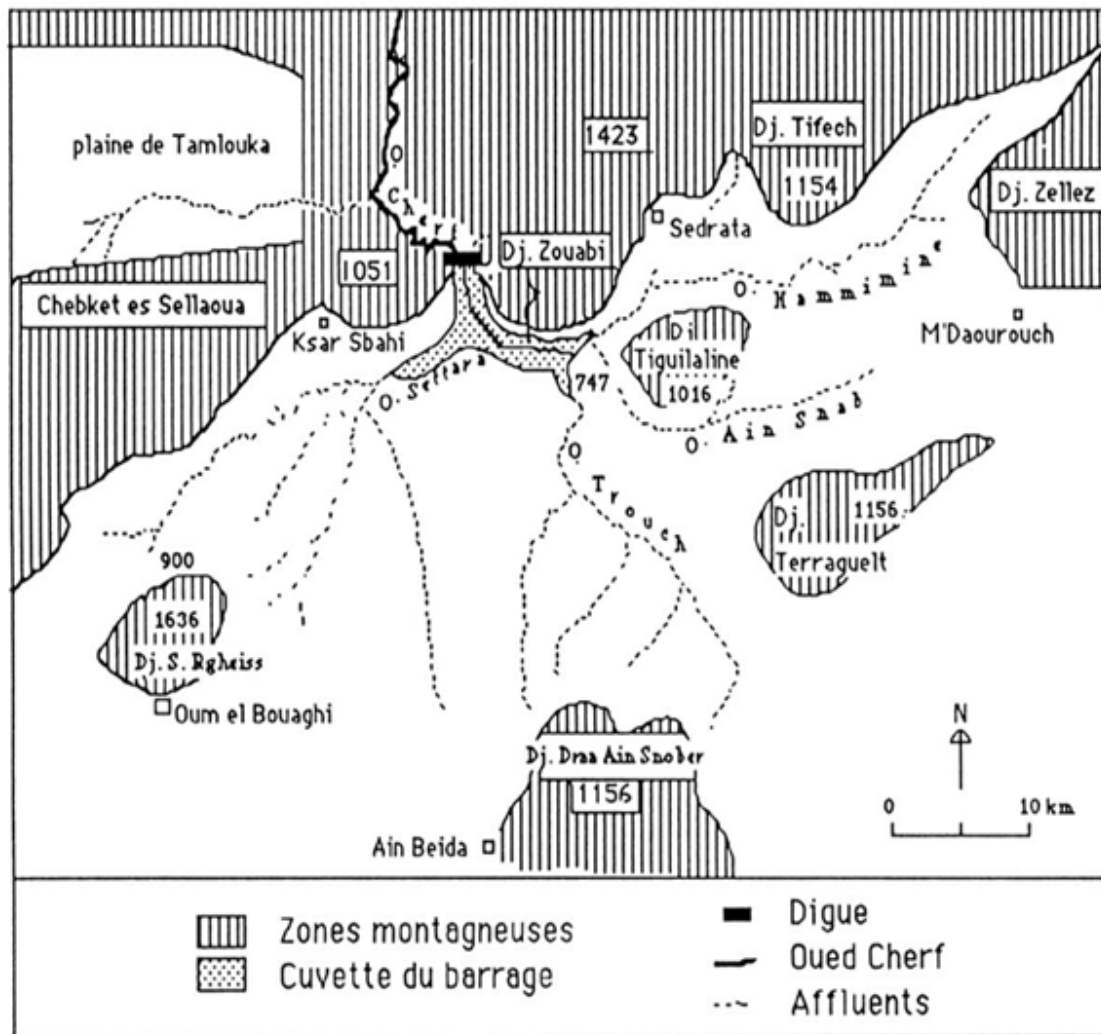 plaine de Tamlouka
O. Cherf
1423
Dj. Tifech
1154
Dj. Zellez
Sedrata
Dj. Zouabi
1051
Chebket es Sellaoua
Ksar Sbahi
O. Hammimine
M'Daourouch
Dj
Tiguilaline
1016
747
O. Settara
O. Ain Snab
O. Trouch
1156
Dj.
Terraguelt
900
1636
Dj. S. Rgheiss
Oum el Bouaghi
Dj. Draa Ain Snober
1156
Ain Beida
N
0 10 km
Zones montagneuses
Cuvette du barrage
Digue
Oued Cherf
Affluents